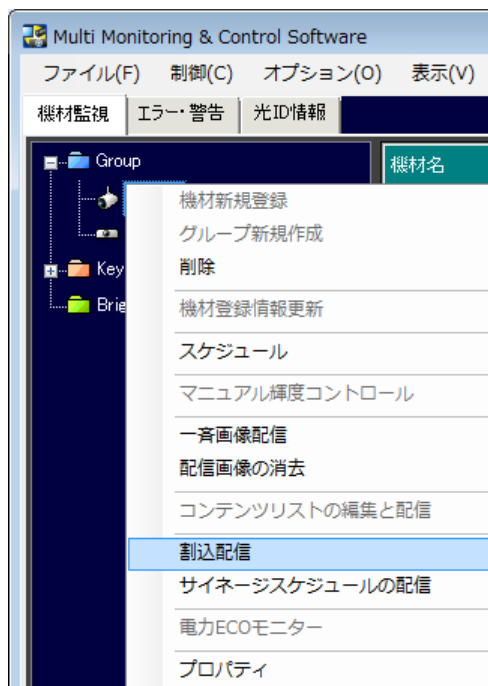 Multi Monitoring & Control Software
ファイル(F) 制御(C) オプション(O) 表示(V)
機材監視 エラー・警告 光ID情報
Group 機材名
Key
機材新規登録
グループ新規作成
削除
機材登録情報更新
スケジュール
マニュアル輝度コントロール
一斉画像配信
配信画像の消去
コンテンツリストの編集と配信
割込配信
サイネージスケジュールの配信
電力ECOモニター
プロパティ